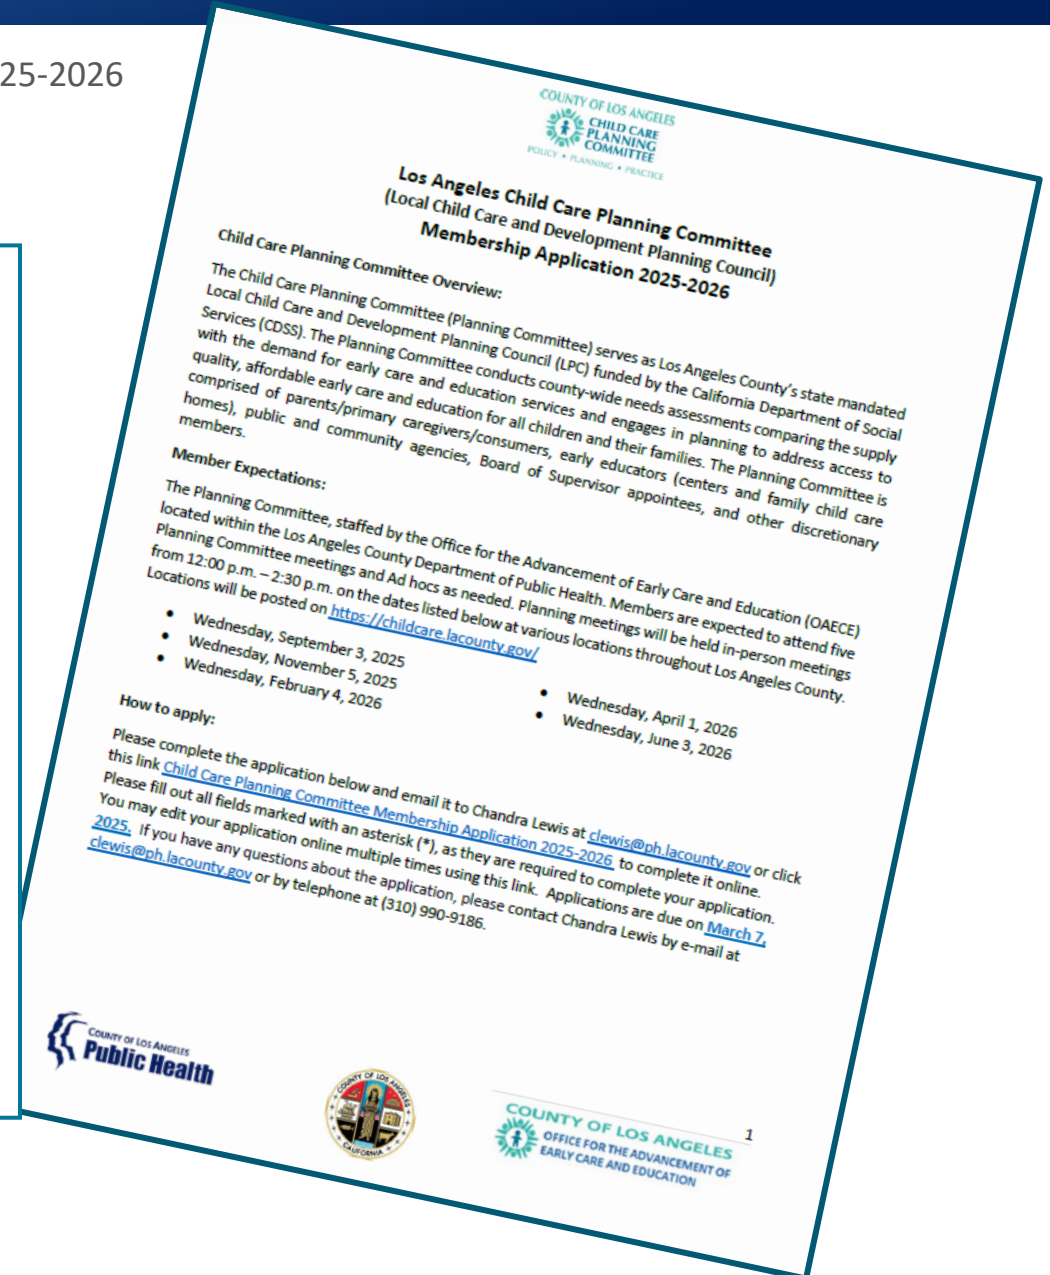 25-2026
COUNTY OF LOS ANGELES
CHILD CARE
PLANNING
COMMITTEE
POLICY • PLANNING • PRACTICE
Los Angeles Child Care Planning Committee
(Local Child Care and Development Planning Council)
Membership Application 2025-2026
Child Care Planning Committee Overview:
The Child Care Planning Committee (Planning Committee) serves as Los Angeles County's state mandated
Local Child Care and Development Planning Council (LPC) funded by the California Department of Social
Services (CDSS). The Planning Committee conducts county-wide needs assessments comparing the supply
with the demand for early care and education services and engages in planning to address access to
quality, affordable early care and education for all children and their families. The Planning Committee is
comprised of parents/primary caregivers/consumers, early educators (centers and family child care
homes), public and community agencies, Board of Supervisor appointees, and other discretionary
members.
Member Expectations:
The Planning Committee, staffed by the Office for the Advancement of Early Care and Education (OAECE)
located within the Los Angeles County Department of Public Health. Members are expected to attend five
Planning Committee meetings and Ad hocs as needed. Planning meetings will be held in-person meetings
from 12:00 p.m. – 2:30 p.m. on the dates listed below at various locations throughout Los Angeles County.
Locations will be posted on https://childcare.lacounty.gov/
• Wednesday, September 3, 2025
• Wednesday, November 5, 2025
• Wednesday, February 4, 2026
• Wednesday, April 1, 2026
• Wednesday, June 3, 2026
How to apply:
Please complete the application below and email it to Chandra Lewis at clewis@ph.lacounty.gov or click
this link Child Care Planning Committee Membership Application 2025-2026 to complete it online.
Please fill out all fields marked with an asterisk (*), as they are required to complete your application.
You may edit your application online multiple times using this link. Applications are due on March 7,
2025. If you have any questions about the application, please contact Chandra Lewis by e-mail at
clewis@ph.lacounty.gov or by telephone at (310) 990-9186.
COUNTY OF LOS ANGELES
Public Health
COUNTY OF LOS ANGELES
CALIFORNIA
COUNTY OF LOS ANGELES
OFFICE FOR THE ADVANCEMENT OF
EARLY CARE AND EDUCATION
1